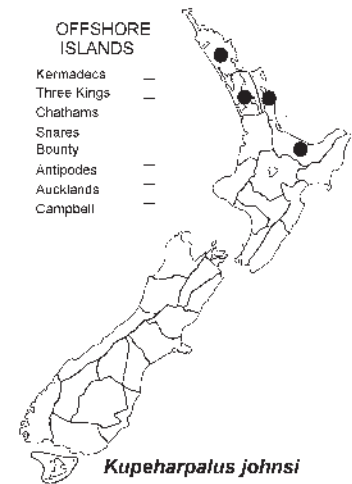 OFFSHORE
ISLANDS
Kermadecs _
Three Kings _
Chathams
Snares
Bounty
Antipodes _
Aucklands _
Campbell _
Kupeharpalus johnsi